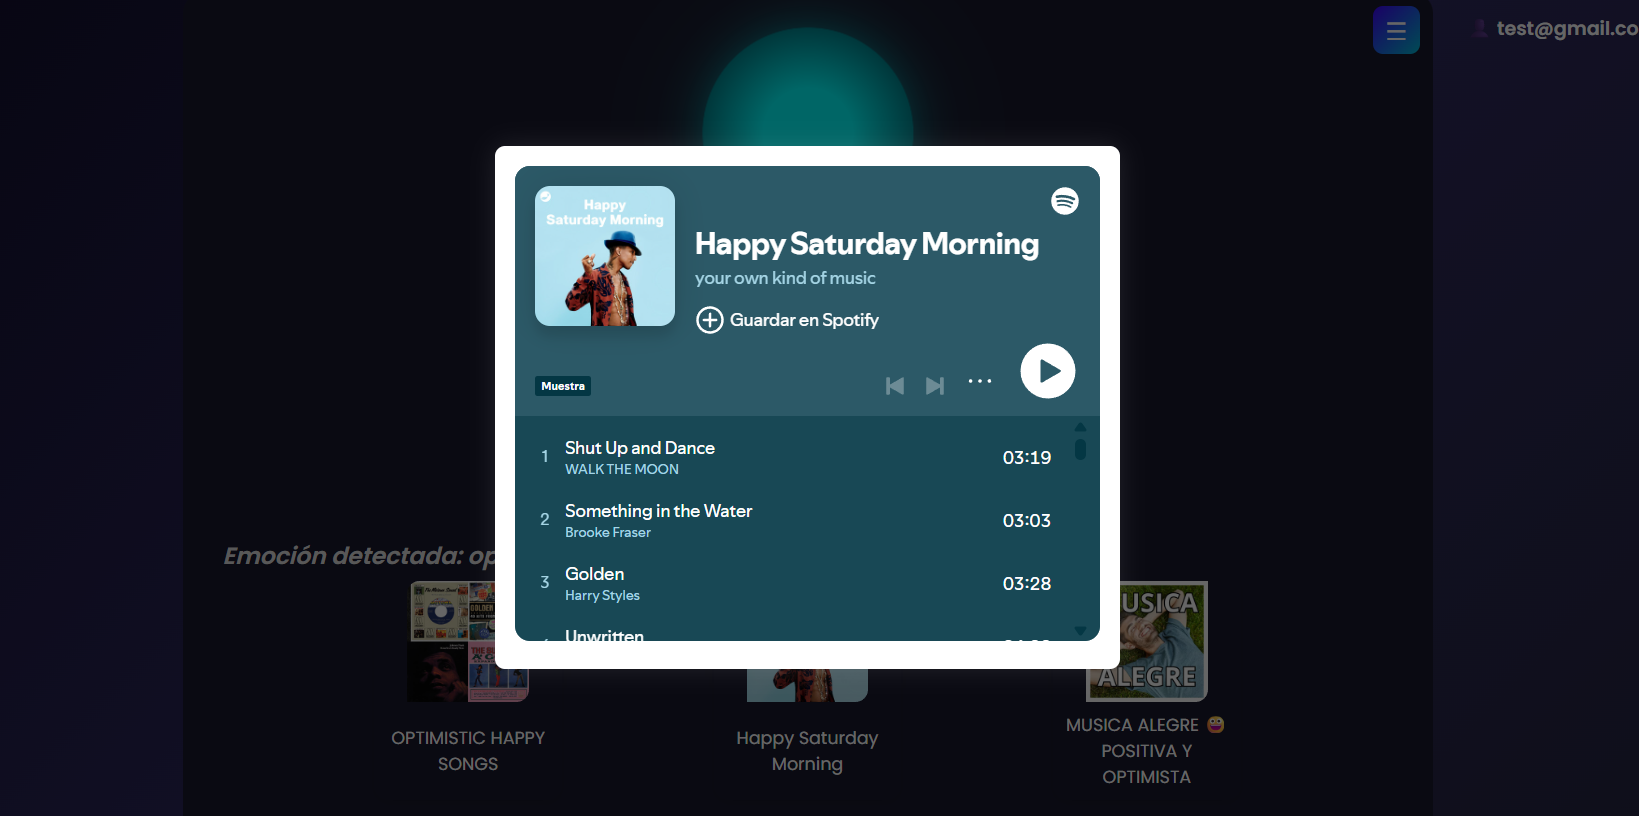 ☰
test@gmail.co
Happy
Saturday Morning
Happy Saturday Morning
your own kind of music
Guardar en Spotify
Muestra
1 Shut Up and Dance 03:19
WALK THE MOON
2 Something in the Water 03:03
Brooke Fraser
3 Golden 03:28
Harry Styles
Unwritten
Emoción detectada: op
MUSICA
ALEGRE
OPTIMISTIC HAPPY
SONGS
Happy Saturday
Morning
MUSICA ALEGRE 😀
POSITIVA Y
OPTIMISTA